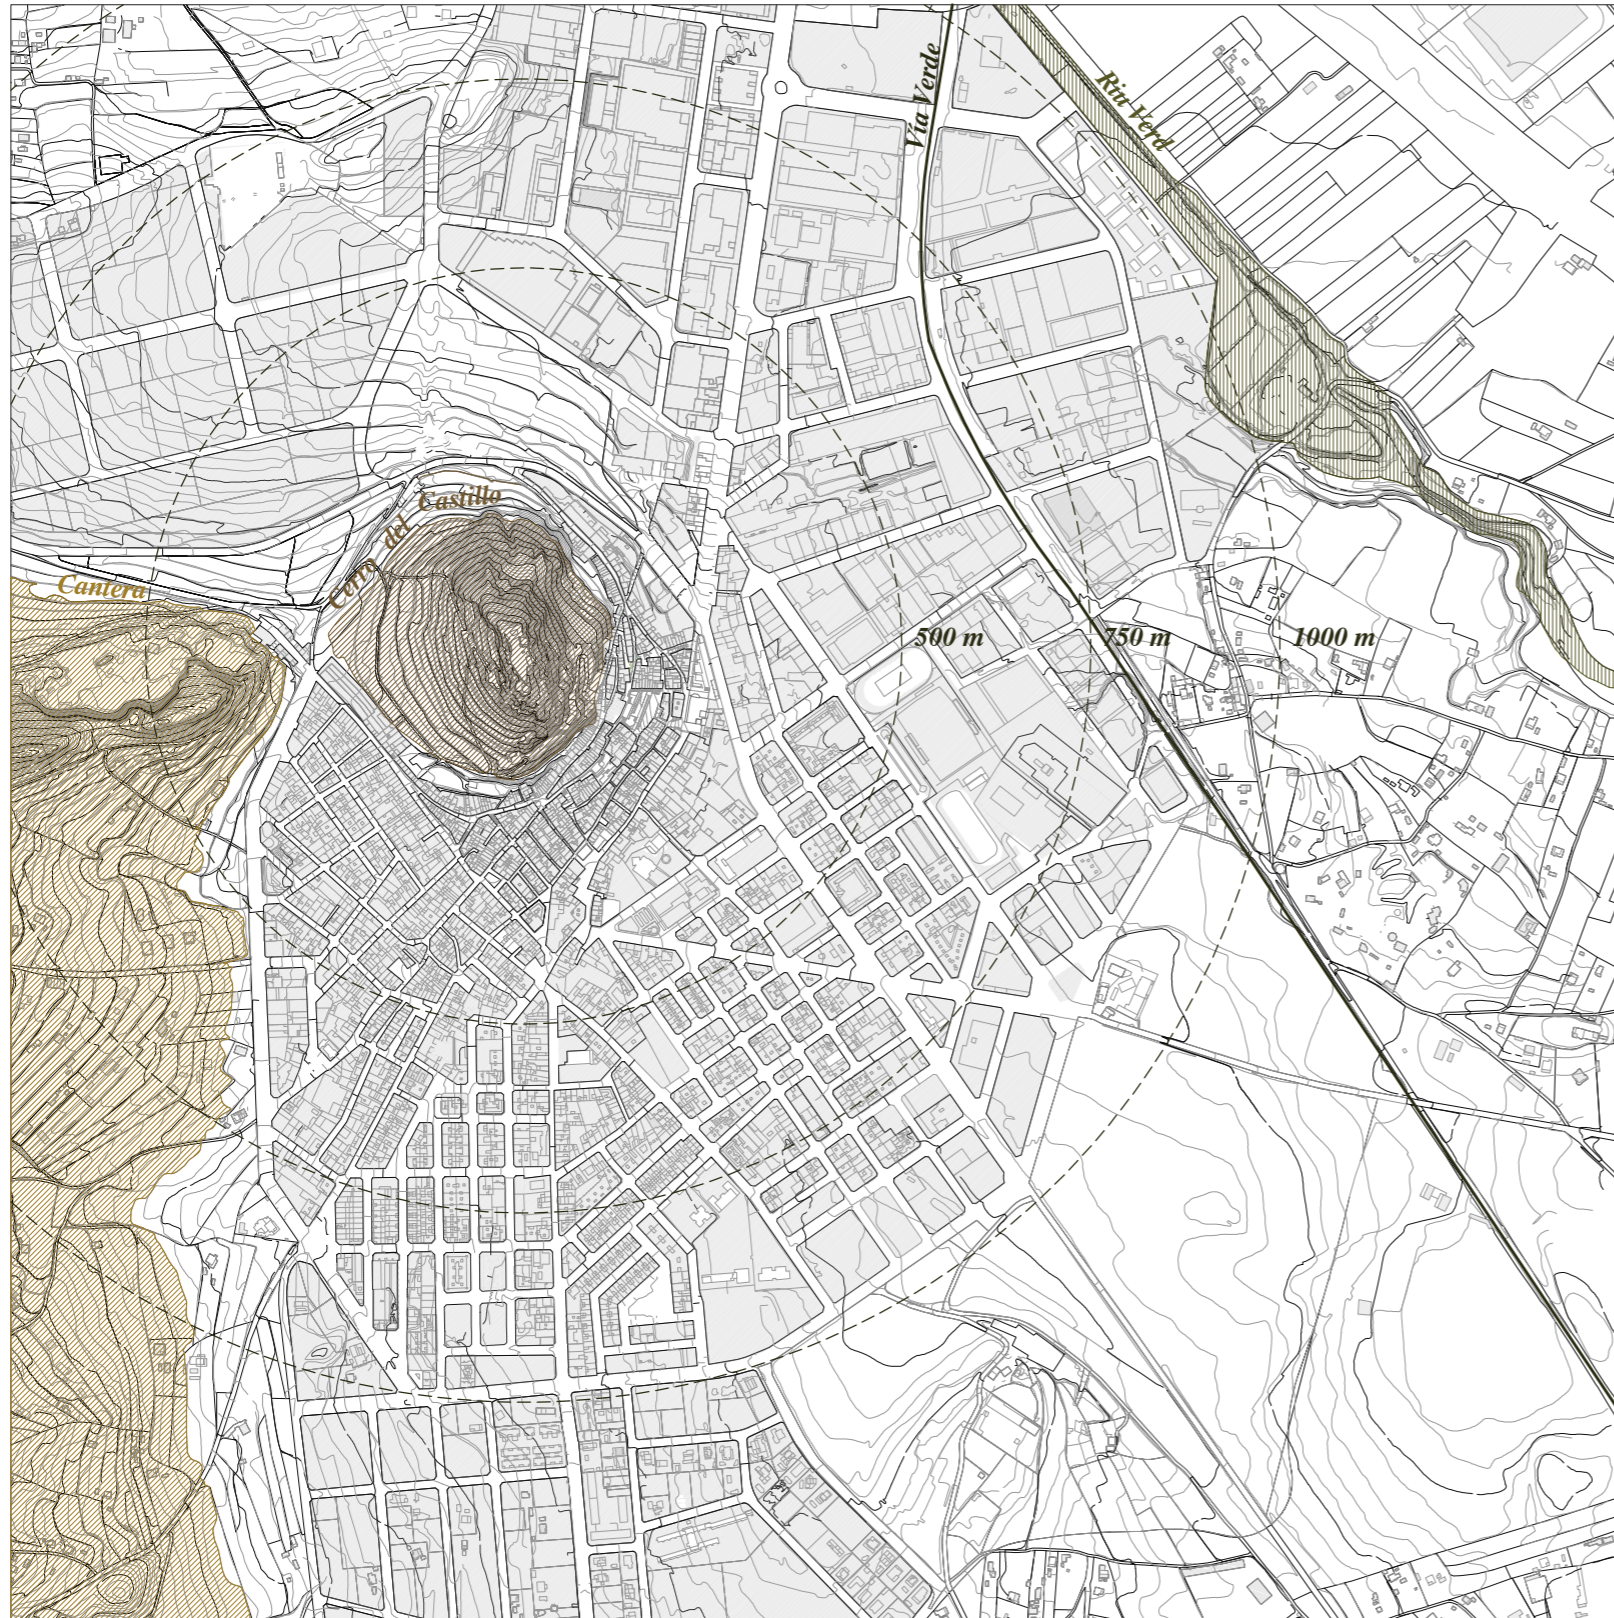 Vía Verde
Riu Verd
Cerro del Castillo
Cantera
500 m
750 m
1000 m